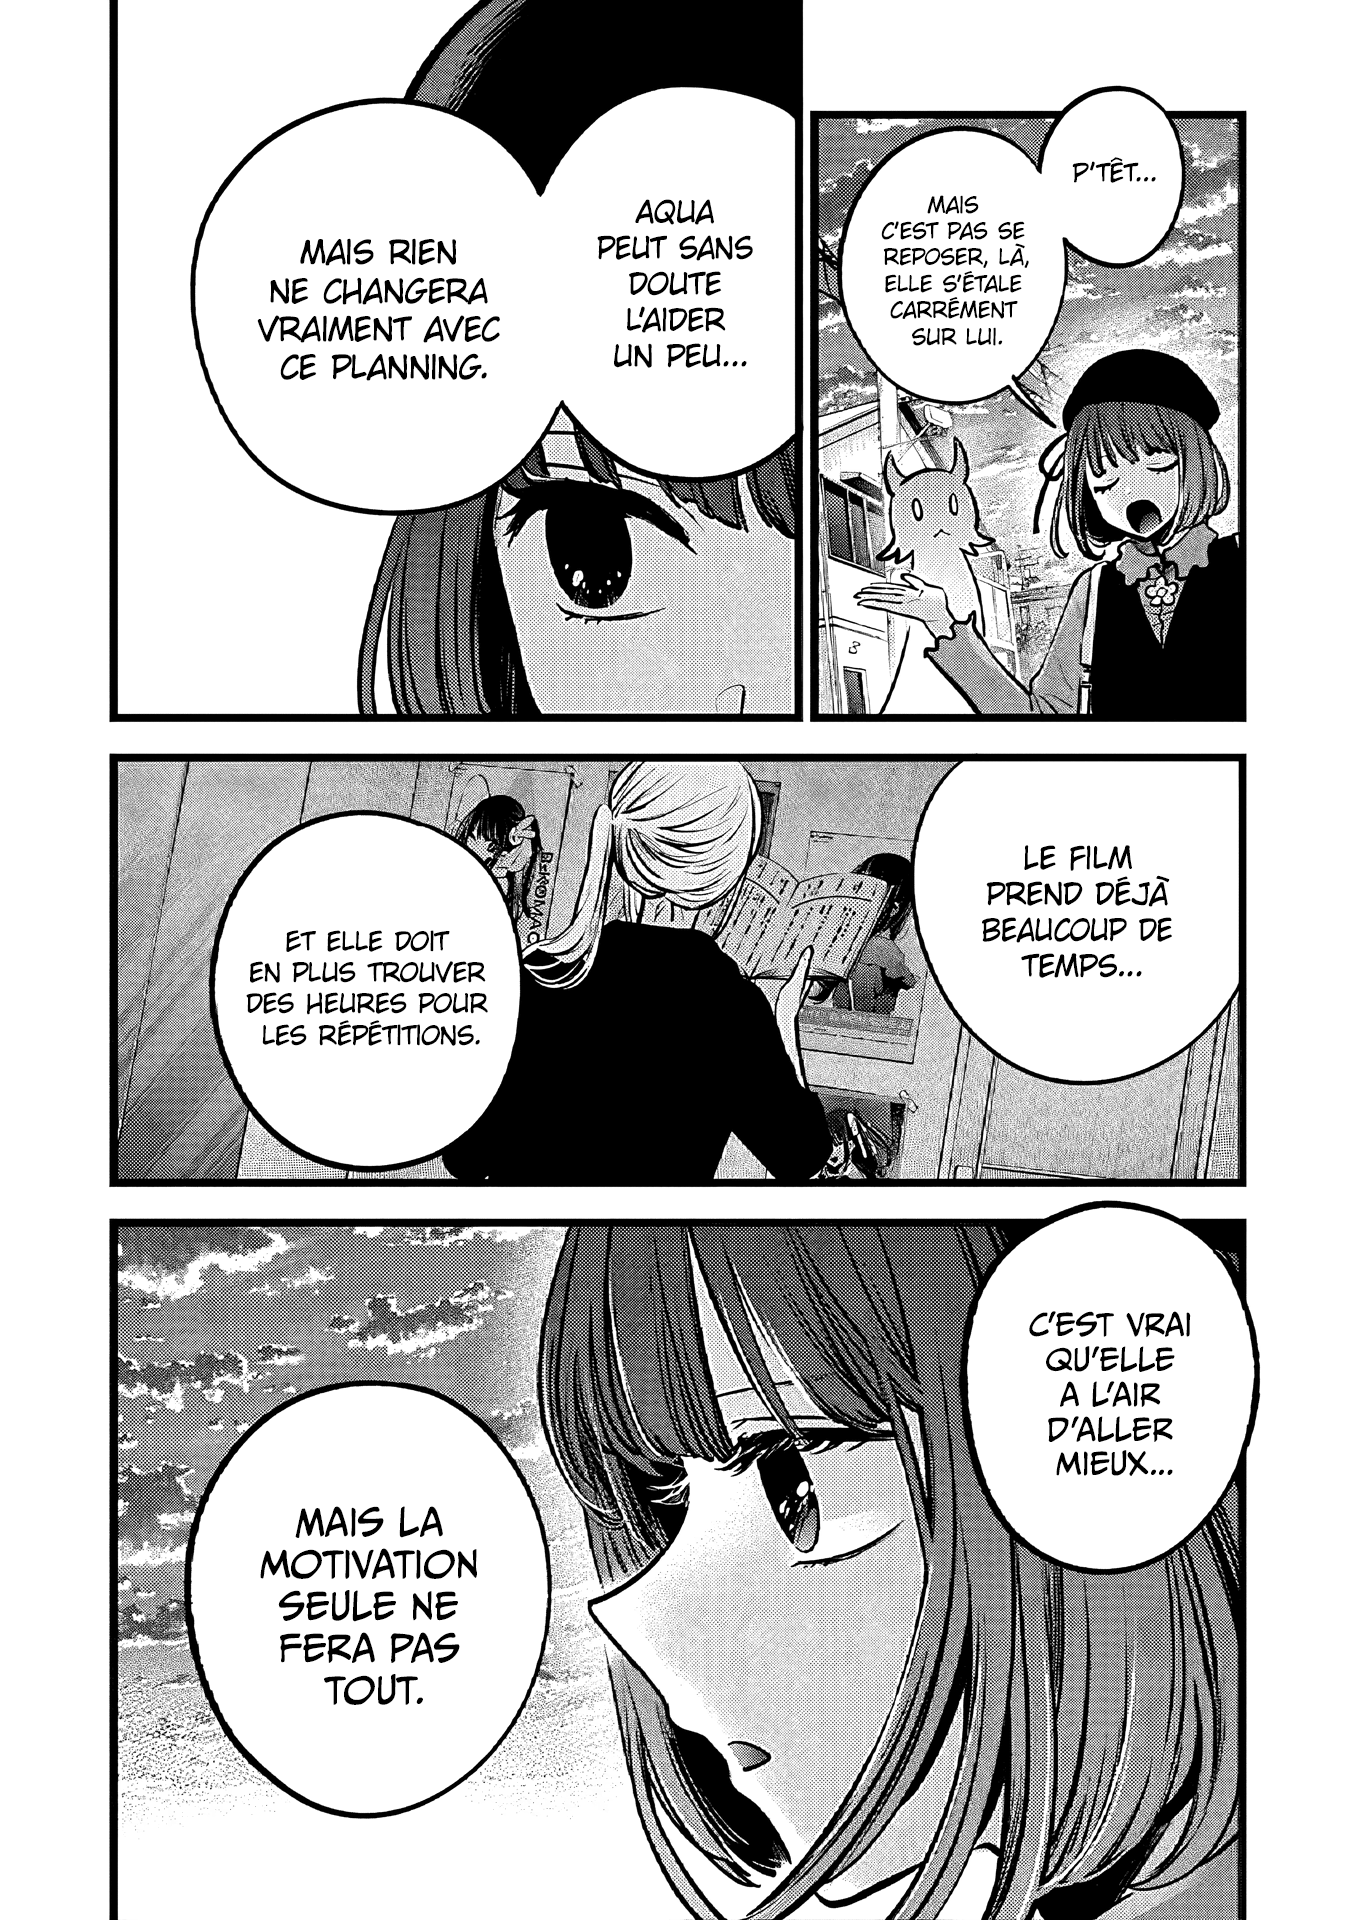 P'TÊT...
MAIS
C'EST PAS SE
REPOSER, LÀ,
ELLE S'ÉTALE
CARRÉMENT
SUR LUI.
AQUA
PEUT SANS
DOUTE
L'AIDER
UN PEU...
MAIS RIEN
NE CHANGERA
VRAIMENT AVEC
CE PLANNING.
LE FILM
PREND DÉJÀ
BEAUCOUP DE
TEMPS...
B-KOMACHI
ET ELLE DOIT
EN PLUS TROUVER
DES HEURES POUR
LES RÉPÉTITIONS.
C'EST VRAI
QU'ELLE
A L'AIR
D'ALLER
MIEUX...
MAIS LA
MOTIVATION
SEULE NE
FERA PAS
TOUT.